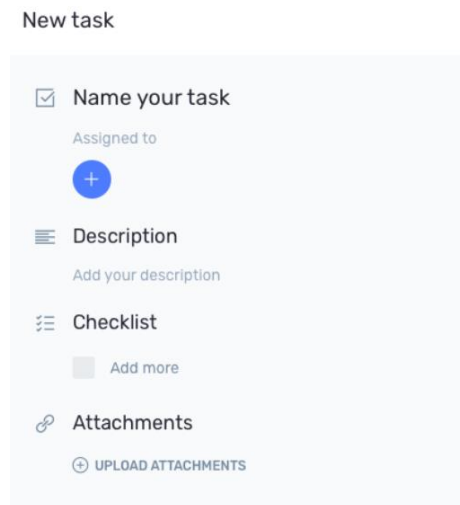 New task
Name your task
Assigned to
Description
Add your description
Checklist
Add more
Attachments
UPLOAD ATTACHMENTS